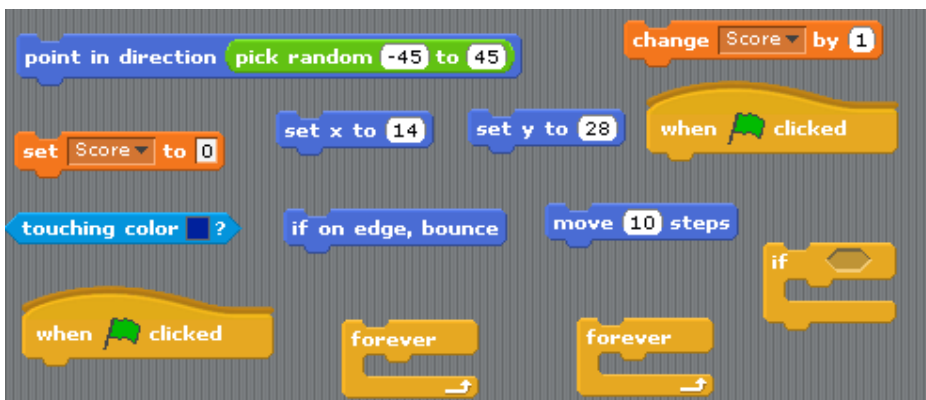 point in direction pick random -45 to 45
change Score by 1
set Score to 0
set x to 14
set y to 28
when clicked
touching color ?
if on edge, bounce
move 10 steps
if
when clicked
forever
forever